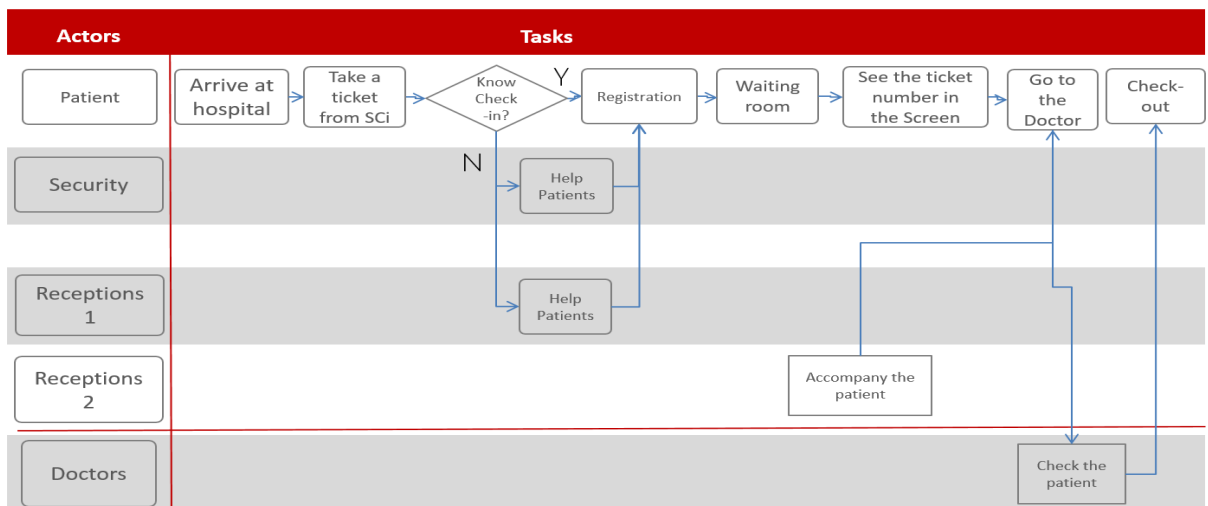 Actors
Tasks
Patient
Arrive at
hospital
Take a
ticket
from SCi
Know
Check
-in?
Y
Registration
Waiting
room
See the ticket
number in
the Screen
Go to
the
Doctor
Check-
out
N
Security
Help
Patients
Receptions
1
Help
Patients
Receptions
2
Accompany the
patient
Doctors
Check the
patient